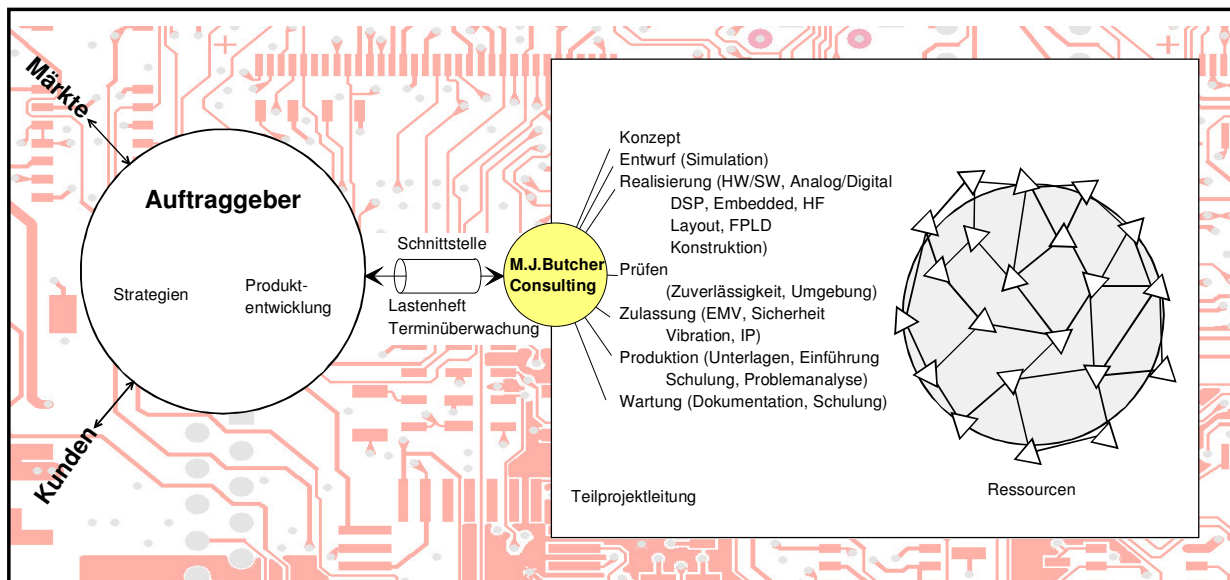 Märkte
Auftraggeber
Strategien
Produkt-
entwicklung
Kunden
Schnittstelle
Lastenheft
Terminüberwachung
M.J.Butcher
Consulting
Konzept
Entwurf (Simulation)
Realisierung (HW/SW, Analog/Digital
DSP, Embedded, HF
Layout, FPLD
Konstruktion)
Prüfen
(Zuverlässigkeit, Umgebung)
Zulassung (EMV, Sicherheit
Vibration, IP)
Produktion (Unterlagen, Einführung
Schulung, Problemanalyse)
Wartung (Dokumentation, Schulung)
Teilprojektleitung
Ressourcen